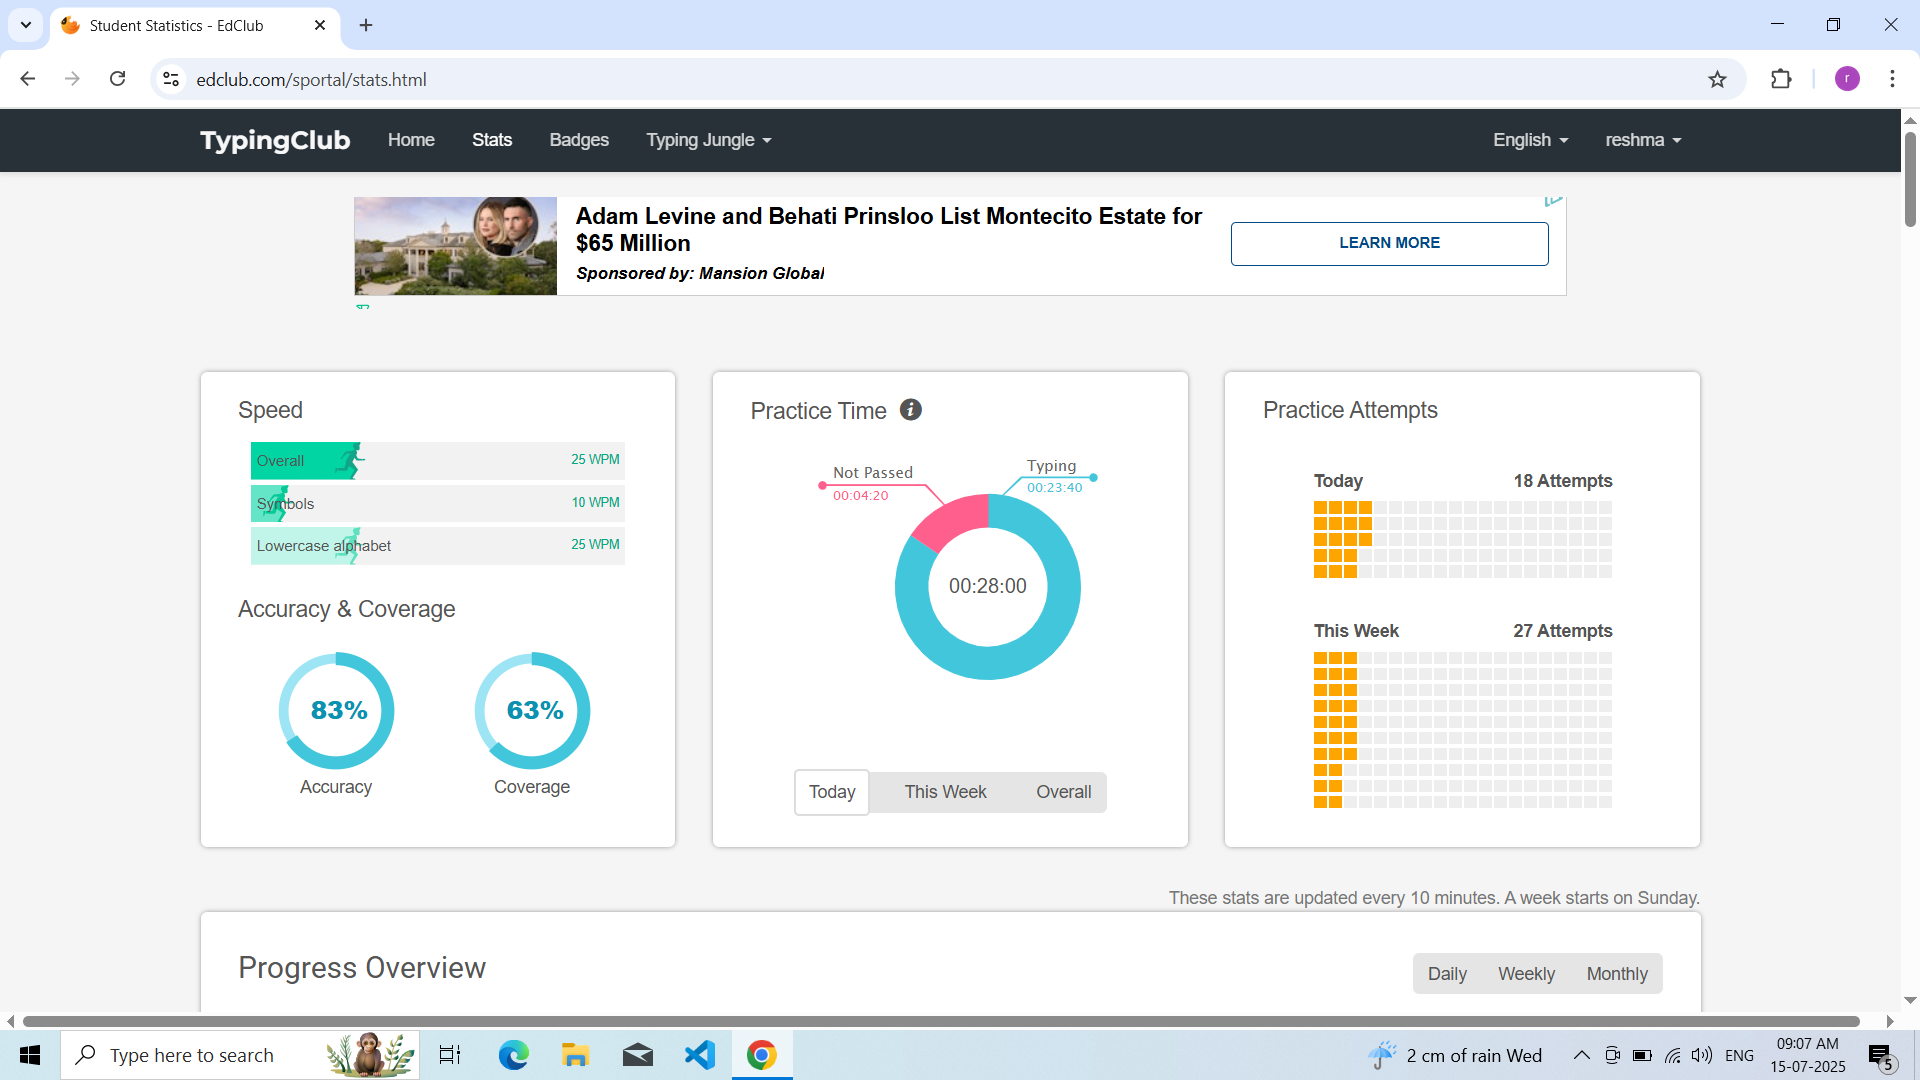 Student Statistics - EdClub
edclub.com/sportal/stats.html
r
TypingClub Home Stats Badges Typing Jungle English reshma
Adam Levine and Behati Prinsloo List Montecito Estate for
$65 Million
Sponsored by: Mansion Global
LEARN MORE
Speed
Overall 25 WPM
Symbols 10 WPM
Lowercase alphabet 25 WPM
Accuracy & Coverage
83%
Accuracy
63%
Coverage
Practice Time
Not Passed
00:04:20
Typing
00:23:40
00:28:00
Today This Week Overall
Practice Attempts
Today 18 Attempts
This Week 27 Attempts
These stats are updated every 10 minutes. A week starts on Sunday.
Progress Overview
Daily Weekly Monthly
Type here to search
2 cm of rain Wed
ENG
09:07 AM
15-07-2025
5